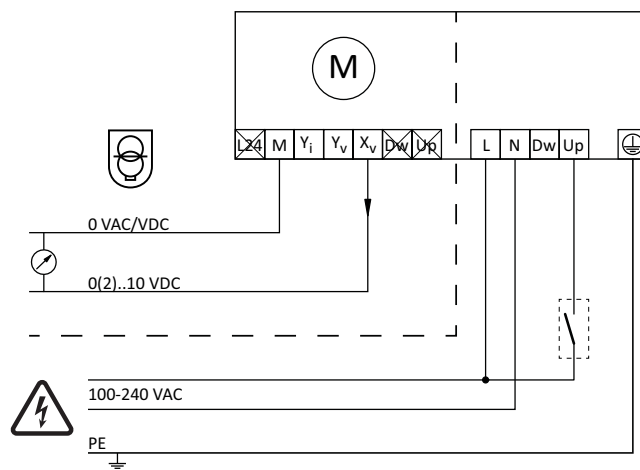 M
L24 M Yi Yv Xv Dw Up L N Dw Up
0 VAC/VDC
0(2)..10 VDC
100-240 VAC
PE